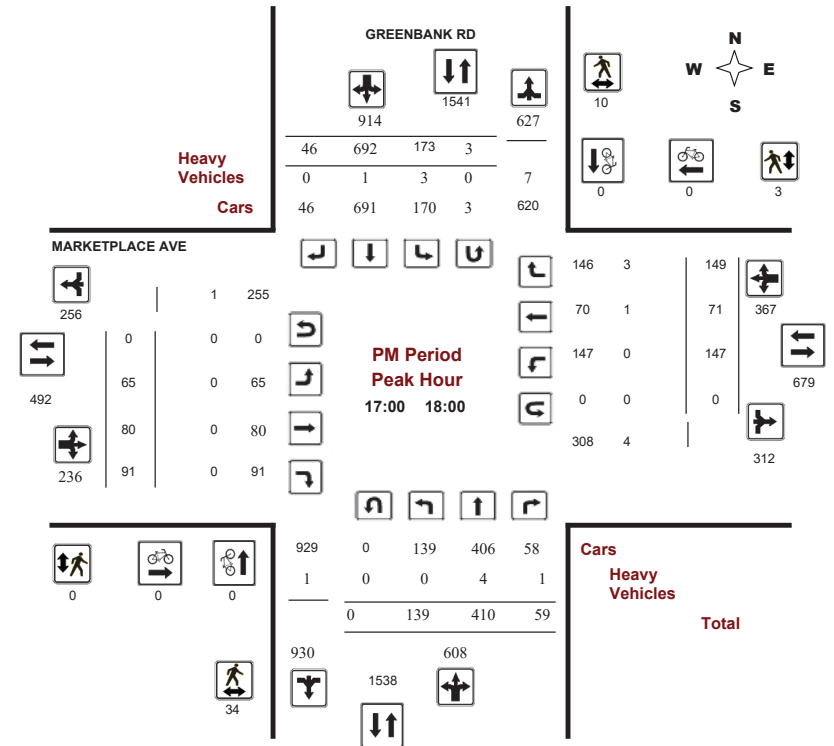 GREENBANK RD
N
W E
S
1541
10
914 627
46 692 173 3
Heavy
Vehicles
0 1 3 0 7
Cars
46 691 170 3 620
0 0 3
MARKETPLACE AVE
256
1 255
0 0 0
65 0 65
492
80 0 80
236
91 0 91
PM Period
Peak Hour
17:00 18:00
146 3 149
70 1 71 367
147 0 147
679
0 0 0
308 4
312
929 0 139 406 58 Cars
1 0 0 4 1 Heavy
Vehicles
0 139 410 59 Total
0 0 0
930 608
1538
34